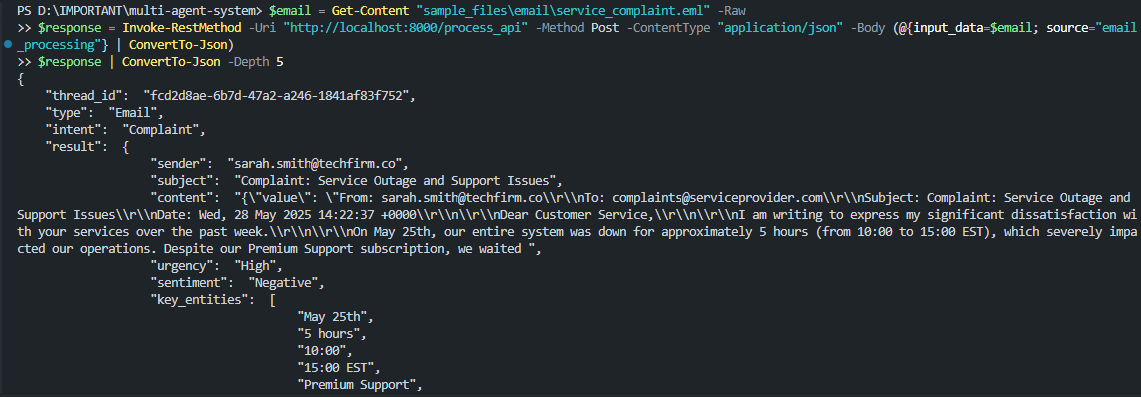 PS D:\IMPORTANT\multi-agent-system> $email = Get-Content "sample_files\email\service_complaint.eml" -Raw
>> $response = Invoke-RestMethod -Uri "http://localhost:8000/process_api" -Method Post -ContentType "application/json" -Body (@{input_data=$email; source="email
_processing"} | ConvertTo-Json)
>> $response | ConvertTo-Json -Depth 5
{
    "thread_id":  "fcd2d8ae-6b7d-47a2-a246-1841af83f752",
    "type":  "Email",
    "intent":  "Complaint",
    "result":  {
                   "sender":  "sarah.smith@techfirm.co",
                   "subject":  "Complaint: Service Outage and Support Issues",
                   "content":  "{\"value\": \"From: sarah.smith@techfirm.co\\r\\nTo: complaints@serviceprovider.com\\r\\nSubject: Complaint: Service Outage and
Support Issues\\r\\nDate: Wed, 28 May 2025 14:22:37 +0000\\r\\n\\r\\nDear Customer Service,\\r\\n\\r\\nI am writing to express my significant dissatisfaction wi
th your services over the past week.\\r\\n\\r\\nOn May 25th, our entire system was down for approximately 5 hours (from 10:00 to 15:00 EST), which severely impa
cted our operations. Despite our Premium Support subscription, we waited ",
                   "urgency":  "High",
                   "sentiment":  "Negative",
                   "key_entities":  [
                                        "May 25th",
                                        "5 hours",
                                        "10:00",
                                        "15:00 EST",
                                        "Premium Support",